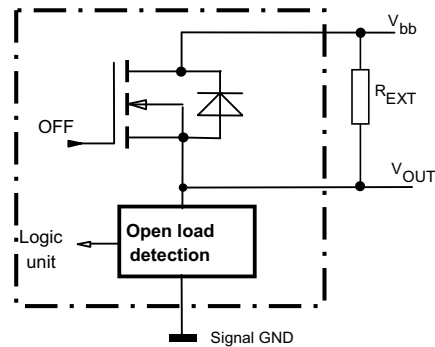 V_bb
OFF
R_EXT
V_OUT
Open load
detection
Logic
unit
Signal GND